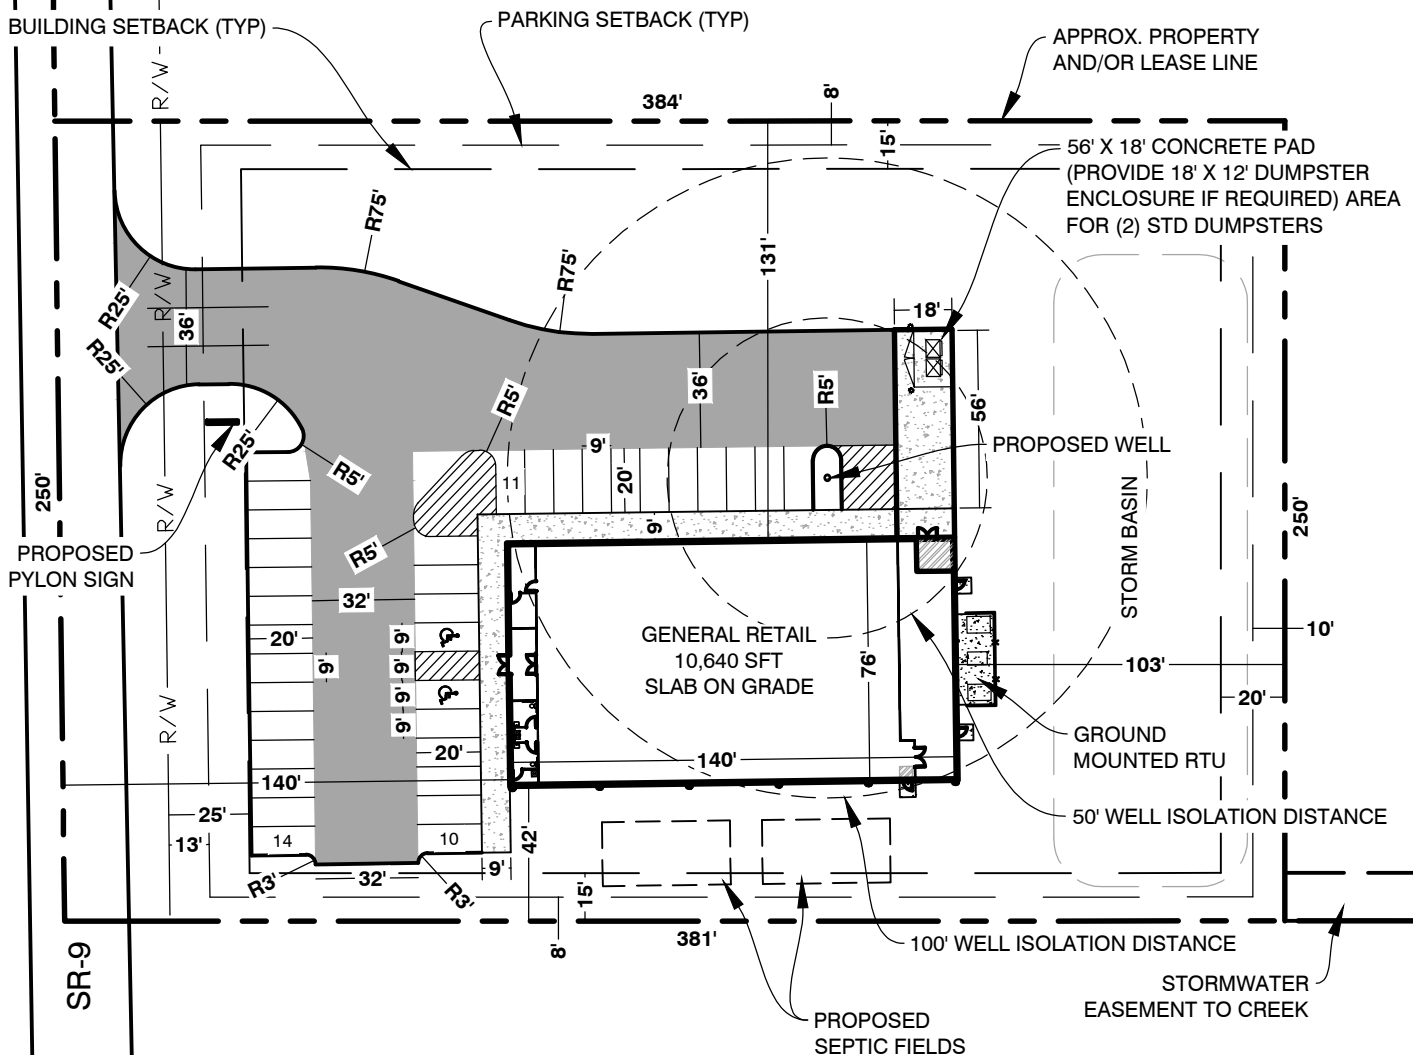 BUILDING SETBACK (TYP)
PARKING SETBACK (TYP)
APPROX. PROPERTY
AND/OR LEASE LINE
R/W
384'
8'
15'
56' X 18' CONCRETE PAD
(PROVIDE 18' X 12' DUMPSTER
ENCLOSURE IF REQUIRED) AREA
FOR (2) STD DUMPSTERS
R75'
R75'
131'
R25'
R/W
36'
R25'
18'
36'
R5'
R5'
56'
R25'
9'
PROPOSED WELL
R5'
11
20'
250'
R/W
9'
R5'
STORM BASIN
250'
PROPOSED
PYLON SIGN
32'
20'
9'
9'
9'
9'
9'
GENERAL RETAIL
10,640 SFT
SLAB ON GRADE
76'
10'
103'
20'
R/W
20'
140'
140'
GROUND
MOUNTED RTU
25'
13'
14
10
42'
50' WELL ISOLATION DISTANCE
R3'
32'
R3'
9'
15'
8'
381'
100' WELL ISOLATION DISTANCE
SR-9
STORMWATER
EASEMENT TO CREEK
PROPOSED
SEPTIC FIELDS